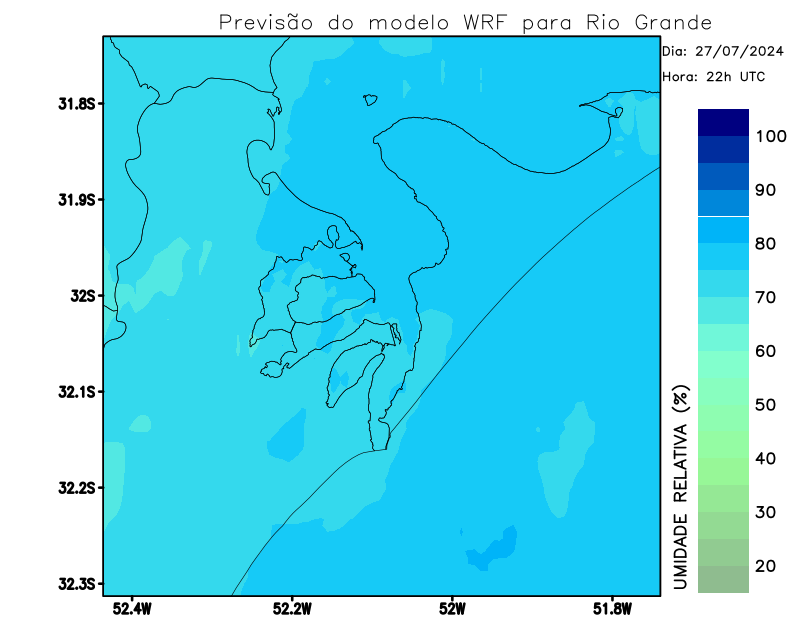 Previsão do modelo WRF para Rio Grande
Dia: 27/07/2024
Hora: 22h UTC
31.8S
31.9S
32S
32.1S
32.2S
32.3S
52.4W
52.2W
52W
51.8W
100
90
80
70
60
50
40
30
20
UMIDADE RELATIVA (%)